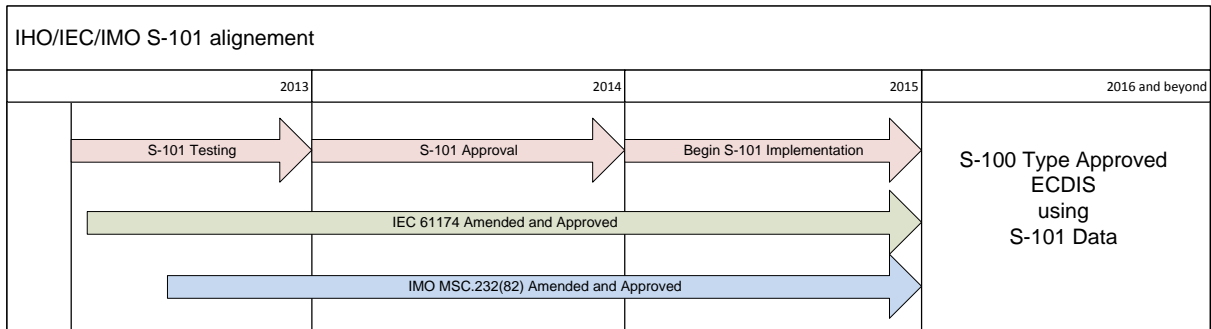 IHO/IEC/IMO S-101 alignement
2013
2014
2015
2016 and beyond
S-101 Testing
S-101 Approval
Begin S-101 Implementation
IEC 61174 Amended and Approved
IMO MSC.232(82) Amended and Approved
S-100 Type Approved
ECDIS
using
S-101 Data